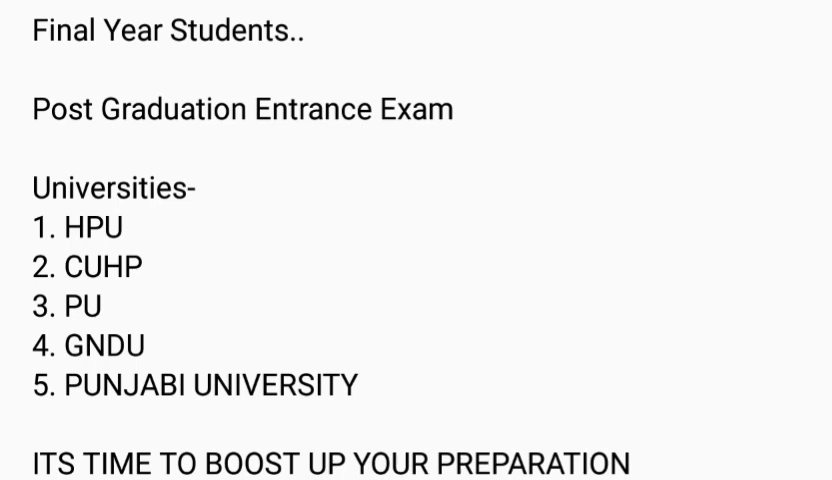 Final Year Students..
Post Graduation Entrance Exam
Universities-
1. HPU
2. CUHP
3. PU
4. GNDU
5. PUNJABI UNIVERSITY
ITS TIME TO BOOST UP YOUR PREPARATION